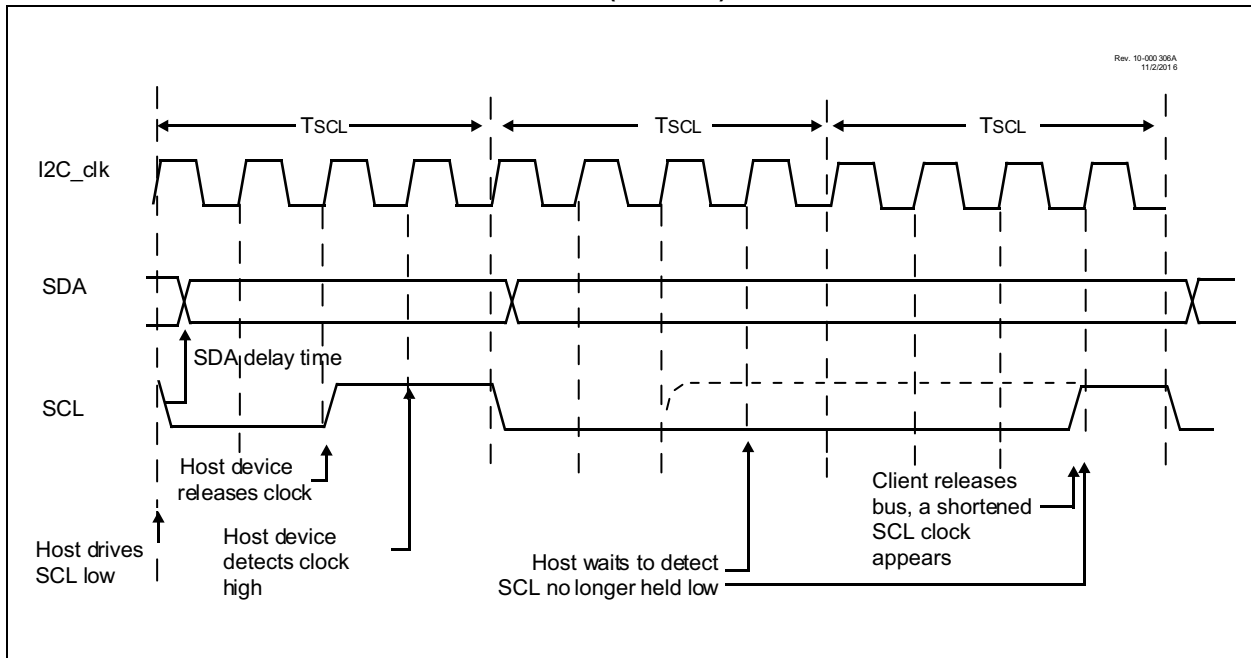 Rev. 10-000 306A
11/2/201 6
TSCL
TSCL
TSCL
I2C_clk
SDA
SDA delay time
SCL
Host device
releases clock
Client releases
bus, a shortened
SCL clock
appears
Host drives
SCL low
Host device
detects clock
high
Host waits to detect
SCL no longer held low